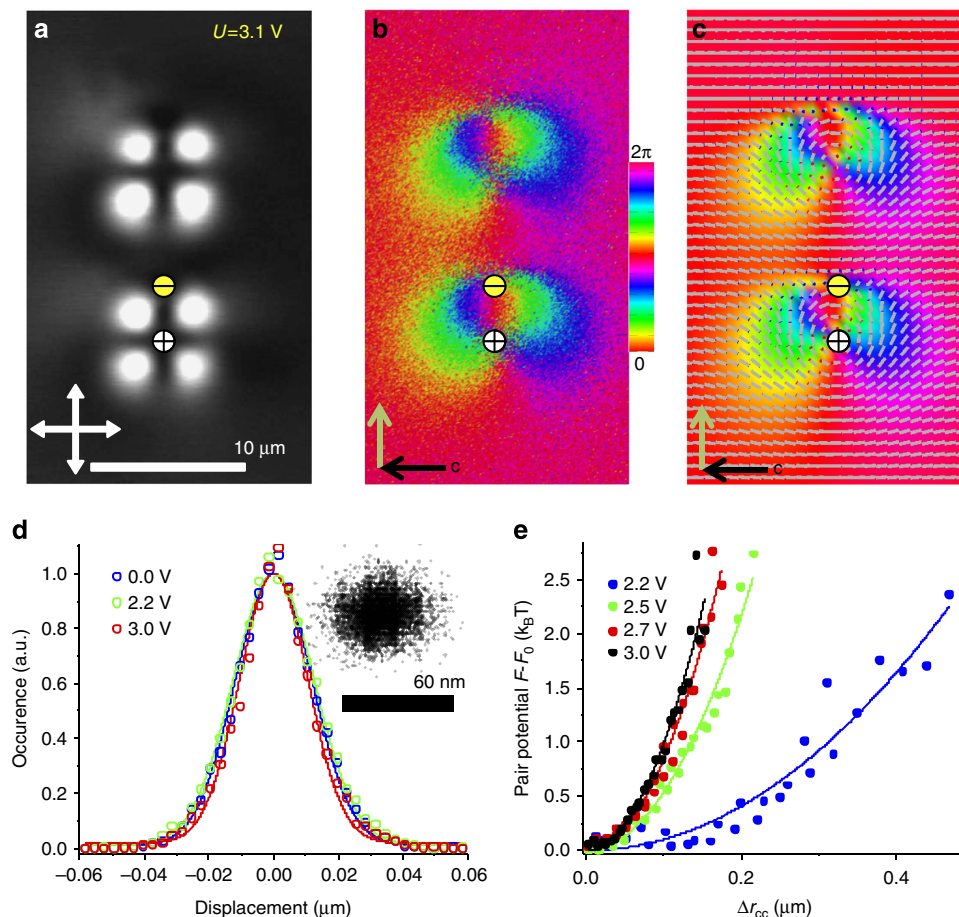 a
U=3.1 V
10 μm
b
2π
0
c
c
c
d
1.0
0.8
0.6
0.4
0.2
0.0
0.0 V
2.2 V
3.0 V
60 nm
–0.06
–0.04
–0.02
0.00
0.02
0.04
0.06
Occurence (a.u.)
Displacement (μm)
e
2.5
2.0
1.5
1.0
0.5
0.0
2.2 V
2.5 V
2.7 V
3.0 V
0.0
0.2
0.4
Pair potential F-F0 (kBT)
Δrcc (μm)